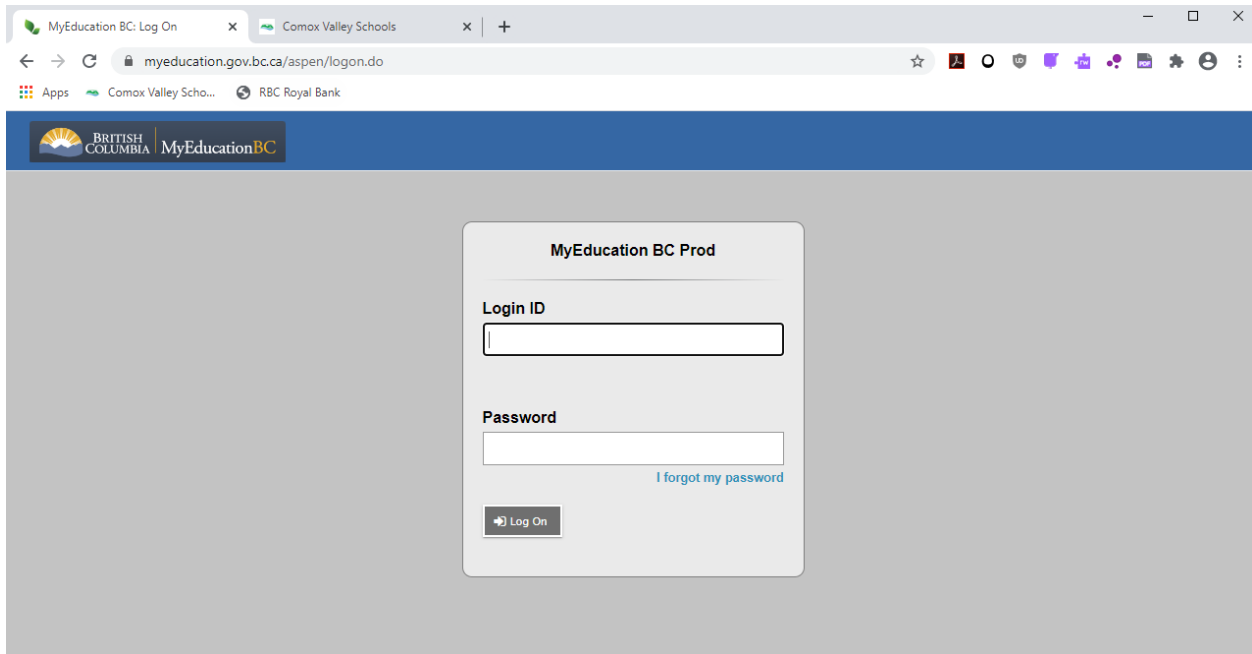 MyEducation BC: Log On
Comox Valley Schools
myeducation.gov.bc.ca/aspen/logon.do
Apps
Comox Valley Scho...
RBC Royal Bank
BRITISH COLUMBIA
MyEducationBC
MyEducation BC Prod
Login ID
Password
I forgot my password
Log On